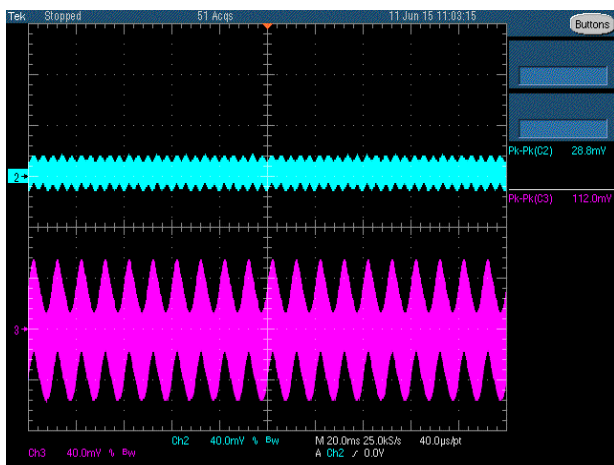 Tek Stopped 51 Acqs 11 Jun 15 11:03:15
Buttons
Pk-Pk(C2) 28.8mV
2
Pk-Pk(C3) 112.0mV
3
Ch2 40.0mV ∿ Bw M 20.0ms 25.0kS/s 40.0µs/pt
Ch3 40.0mV ∿ Bw A Ch2 ∕ 0.0V